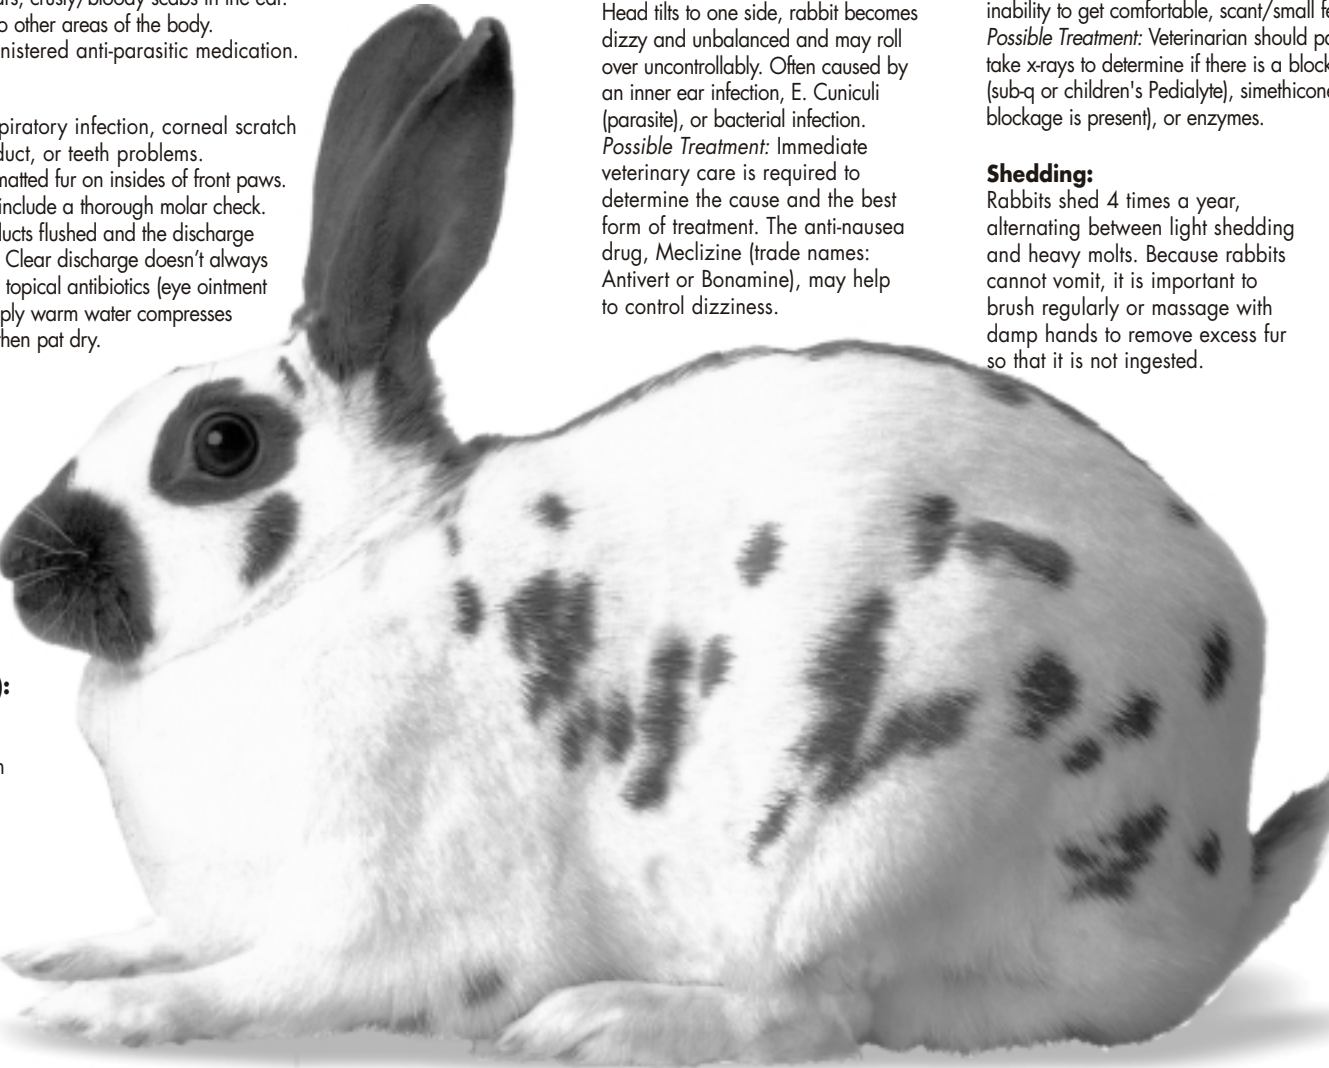 ars, crusty/bloody scabs in the ear.
o other areas of the body.
nistered anti-parasitic medication.
piratory infection, corneal scratch
duct, or teeth problems.
matted fur on insides of front paws.
include a thorough molar check.
ducts flushed and the discharge
Clear discharge doesn’t always
topical antibiotics (eye ointment
ply warm water compresses
then pat dry.
):
n
Head tilts to one side, rabbit becomes
dizzy and unbalanced and may roll
over uncontrollably. Often caused by
an inner ear infection, E. Cuniculi
(parasite), or bacterial infection.
Possible Treatment: Immediate
veterinary care is required to
determine the cause and the best
form of treatment. The anti-nausea
drug, Meclizine (trade names:
Antivert or Bonamine), may help
to control dizziness.
inability to get comfortable, scant/small fe
Possible Treatment: Veterinarian should pa
take x-rays to determine if there is a block
(sub-q or children's Pedialyte), simethicone
blockage is present), or enzymes.
Shedding:
Rabbits shed 4 times a year,
alternating between light shedding
and heavy molts. Because rabbits
cannot vomit, it is important to
brush regularly or massage with
damp hands to remove excess fur
so that it is not ingested.